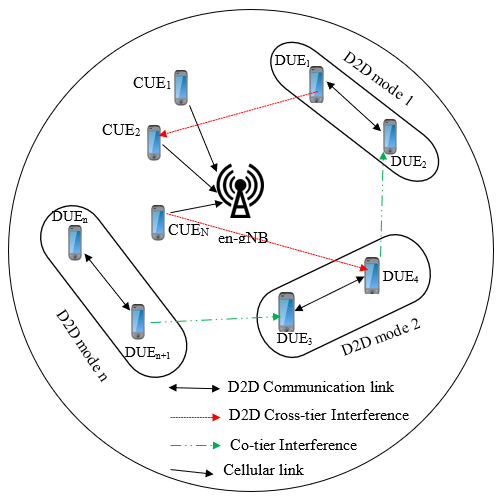 DUE1
D2D mode 1
CUE1
CUE2
DUE2
DUEn
CUEN
en-gNB
DUE4
DUE3
D2D mode 2
DUEn+1
D2D mode n
D2D Communication link
D2D Cross-tier Interference
Co-tier Interference
Cellular link